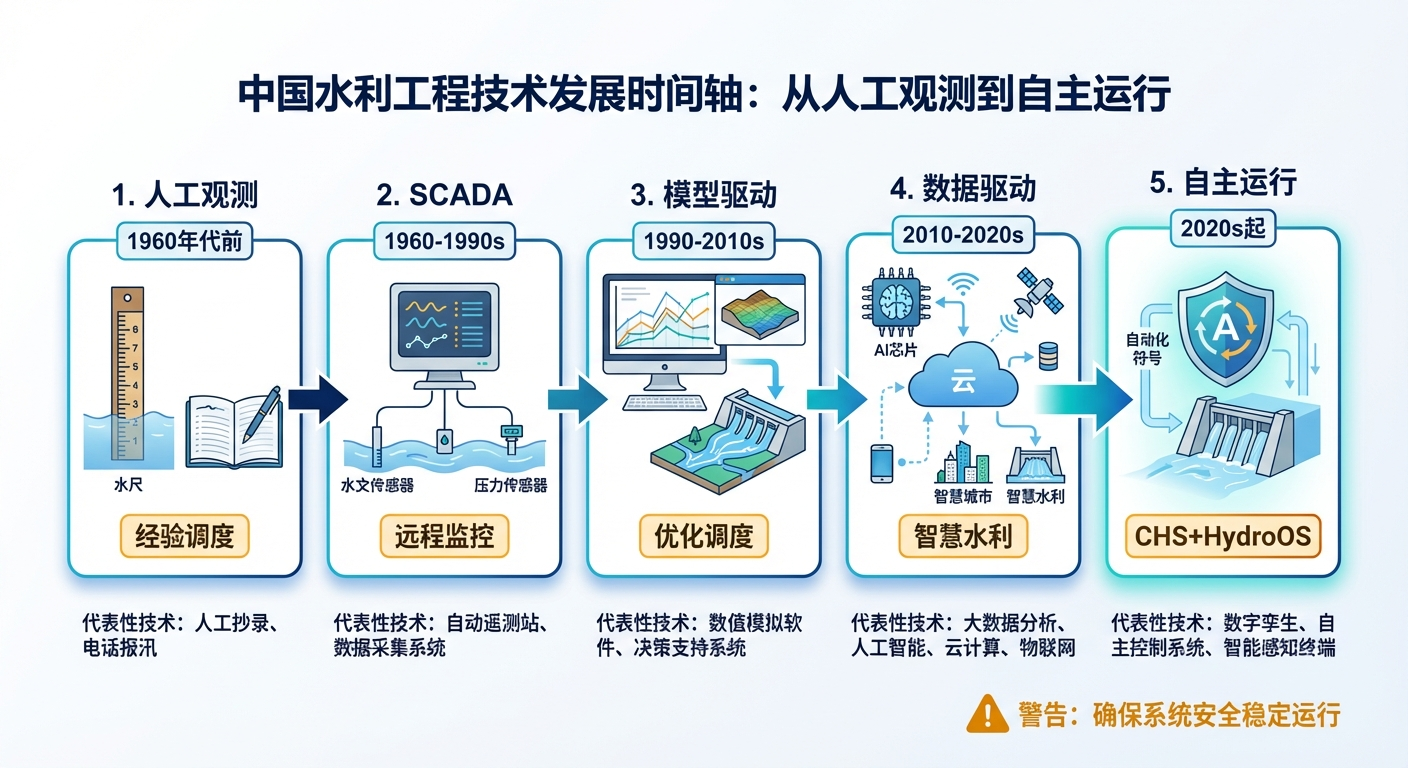 中国水利工程技术发展时间轴：从人工观测到自主运行
1. 人工观测
1960年代前
6
7
5
4
3
2
1
水尺
经验调度
代表性技术：人工抄录、
电话报汛
2. SCADA
1960-1990s
水文传感器
压力传感器
远程监控
代表性技术：自动遥测站、
数据采集系统
3. 模型驱动
1990-2010s
优化调度
代表性技术：数值模拟软
件、决策支持系统
4. 数据驱动
2010-2020s
AI芯片
云
智慧城市
智慧水利
智慧水利
代表性技术：大数据分析、
人工智能、云计算、物联网
5. 自主运行
2020s起
自动化
符号
A
CHS+HydroOS
代表性技术：数字孪生、自
主控制系统、智能感知终端
警告：确保系统安全稳定运行